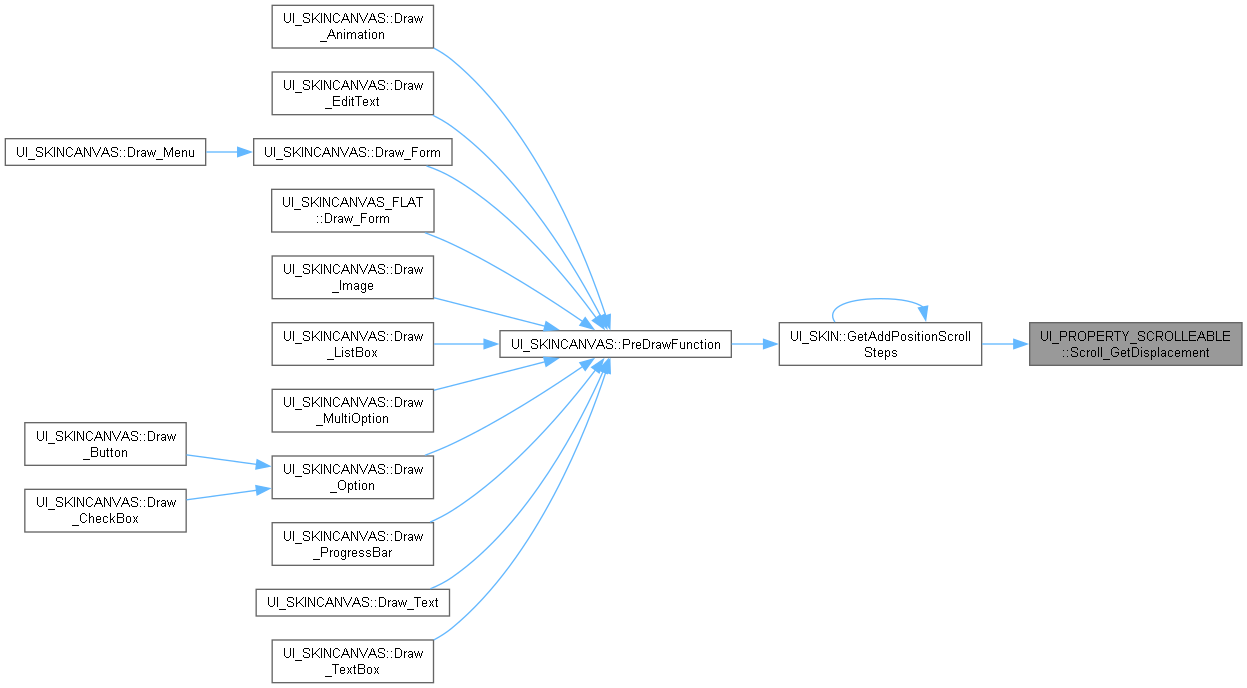 UI_SKINCANVAS::Draw
_Animation
UI_SKINCANVAS::Draw
_EditText
UI_SKINCANVAS::Draw_Menu
UI_SKINCANVAS::Draw_Form
UI_SKINCANVAS_FLAT
::Draw_Form
UI_SKINCANVAS::Draw
_Image
UI_SKINCANVAS::Draw
_ListBox
UI_SKINCANVAS::PreDrawFunction
UI_SKIN::GetAddPositionScroll
Steps
UI_PROPERTY_SCROLLEABLE
::Scroll_GetDisplacement
UI_SKINCANVAS::Draw
_MultiOption
UI_SKINCANVAS::Draw
_Button
UI_SKINCANVAS::Draw
_Option
UI_SKINCANVAS::Draw
_CheckBox
UI_SKINCANVAS::Draw
_ProgressBar
UI_SKINCANVAS::Draw_Text
UI_SKINCANVAS::Draw
_TextBox